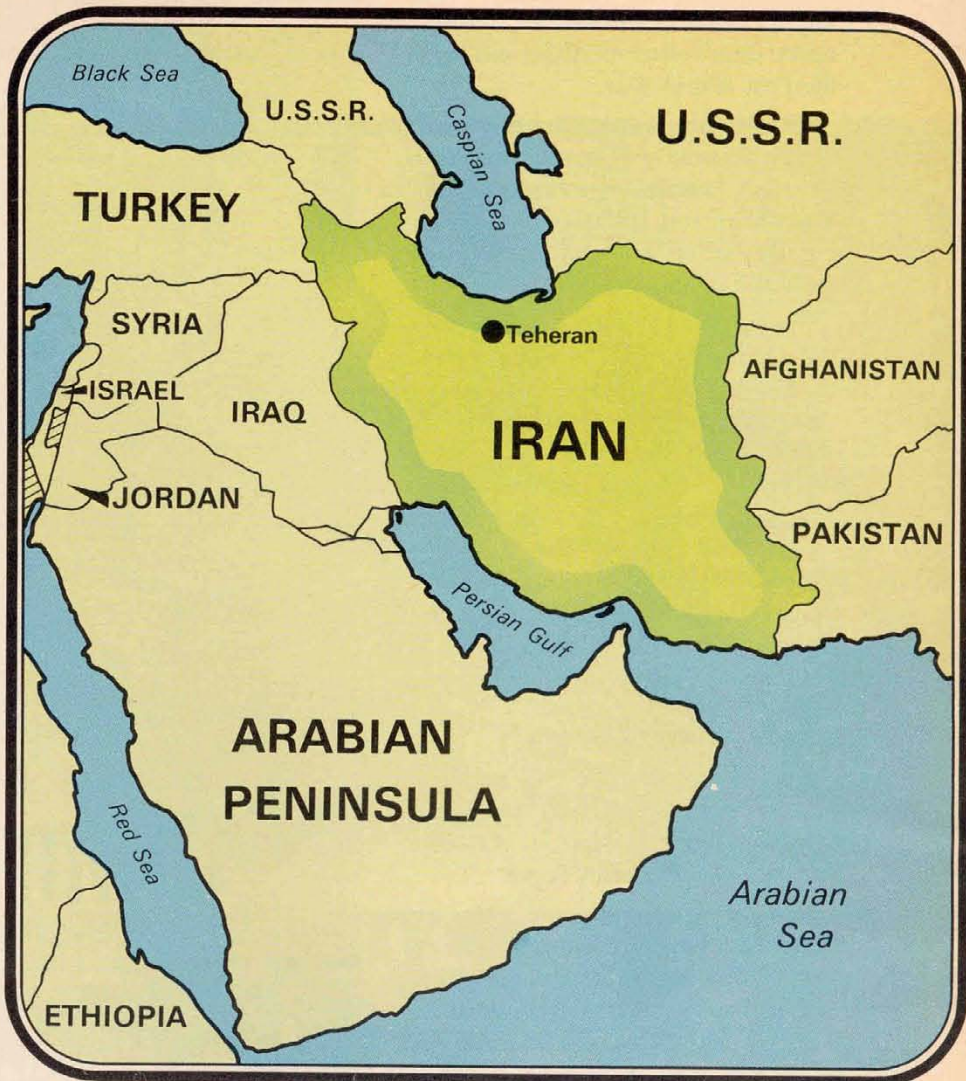 Black Sea
U.S.S.R.
Caspian Sea
U.S.S.R.
TURKEY
SYRIA
Teheran
ISRAEL
IRAQ
AFGHANISTAN
IRAN
JORDAN
PAKISTAN
Persian Gulf
ARABIAN
PENINSULA
Red Sea
Arabian
Sea
ETHIOPIA